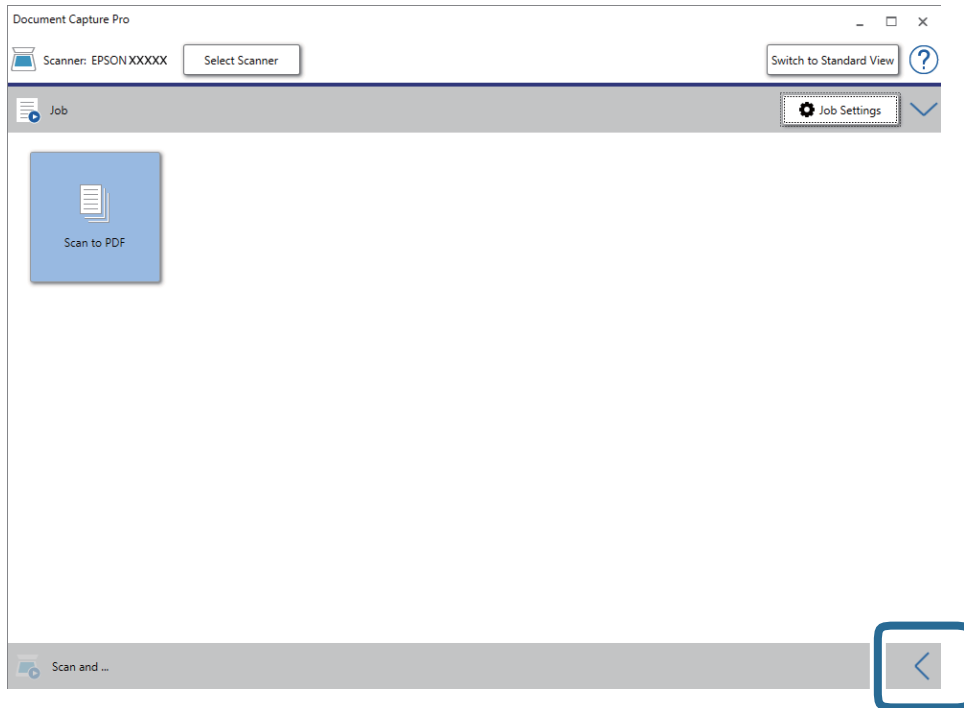 Document Capture Pro
Scanner: EPSON XXXXX
Select Scanner
Switch to Standard View
?
Job
Job Settings
Scan to PDF
Scan and ...